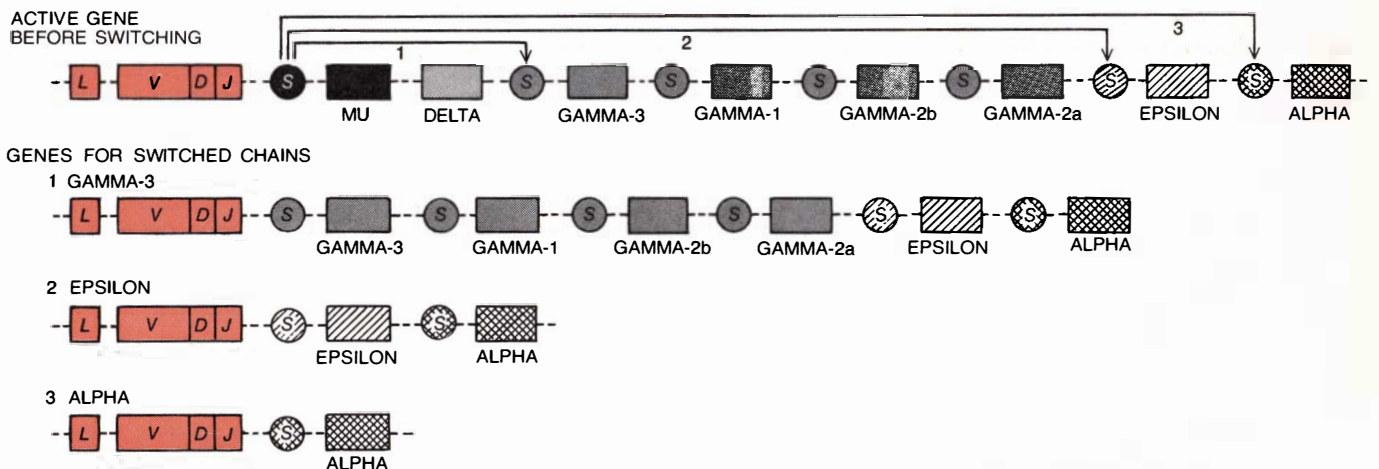 ACTIVE GENE
BEFORE SWITCHING
1
2
3
L V D J S S S S S S S
MU DELTA GAMMA-3 GAMMA-1 GAMMA-2b GAMMA-2a EPSILON ALPHA
GENES FOR SWITCHED CHAINS
1 GAMMA-3
L V D J S S S S S S
GAMMA-3 GAMMA-1 GAMMA-2b GAMMA-2a EPSILON ALPHA
2 EPSILON
L V D J S S
EPSILON ALPHA
3 ALPHA
L V D J S
ALPHA